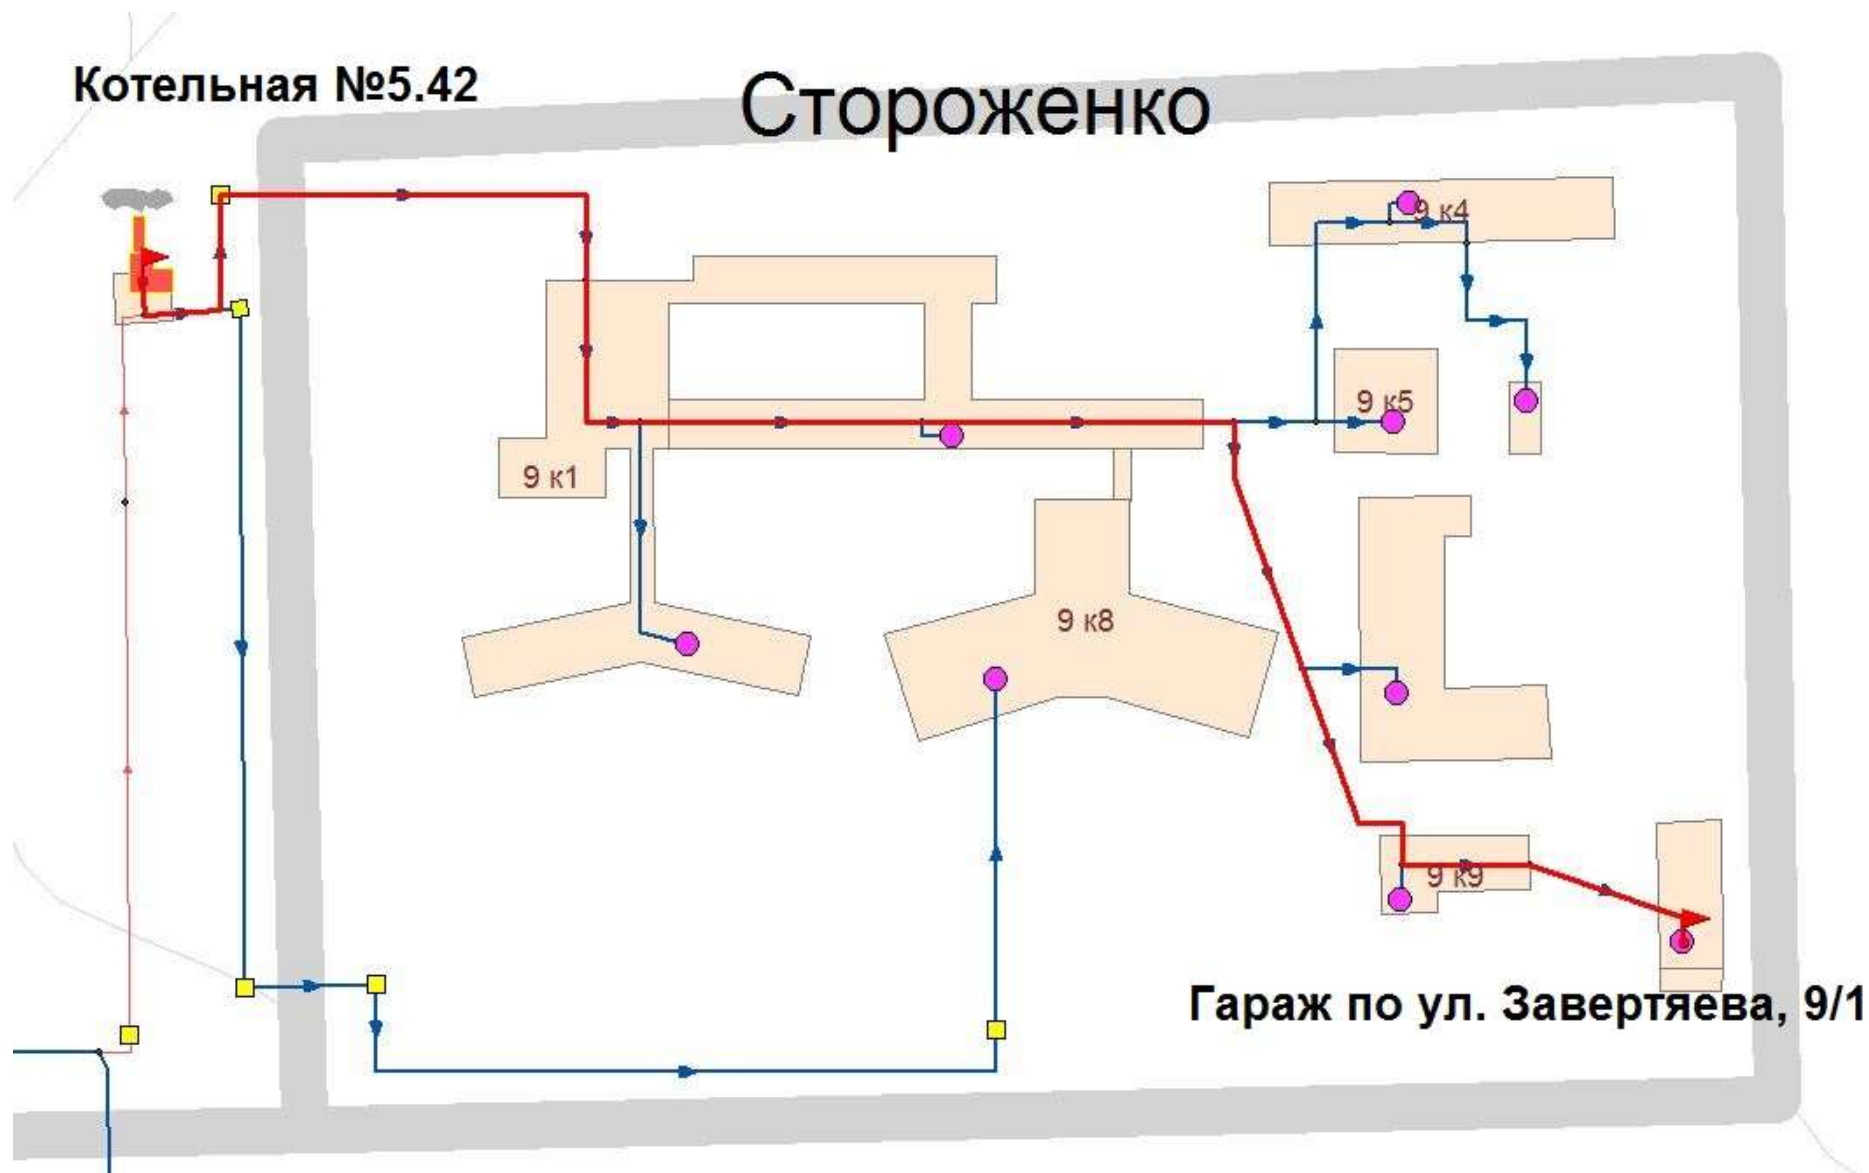 Котельная №5.42
Стороженко
9 к4
9 к5
9 к1
9 к8
9 к9
Гараж по ул. Завертяева, 9/1